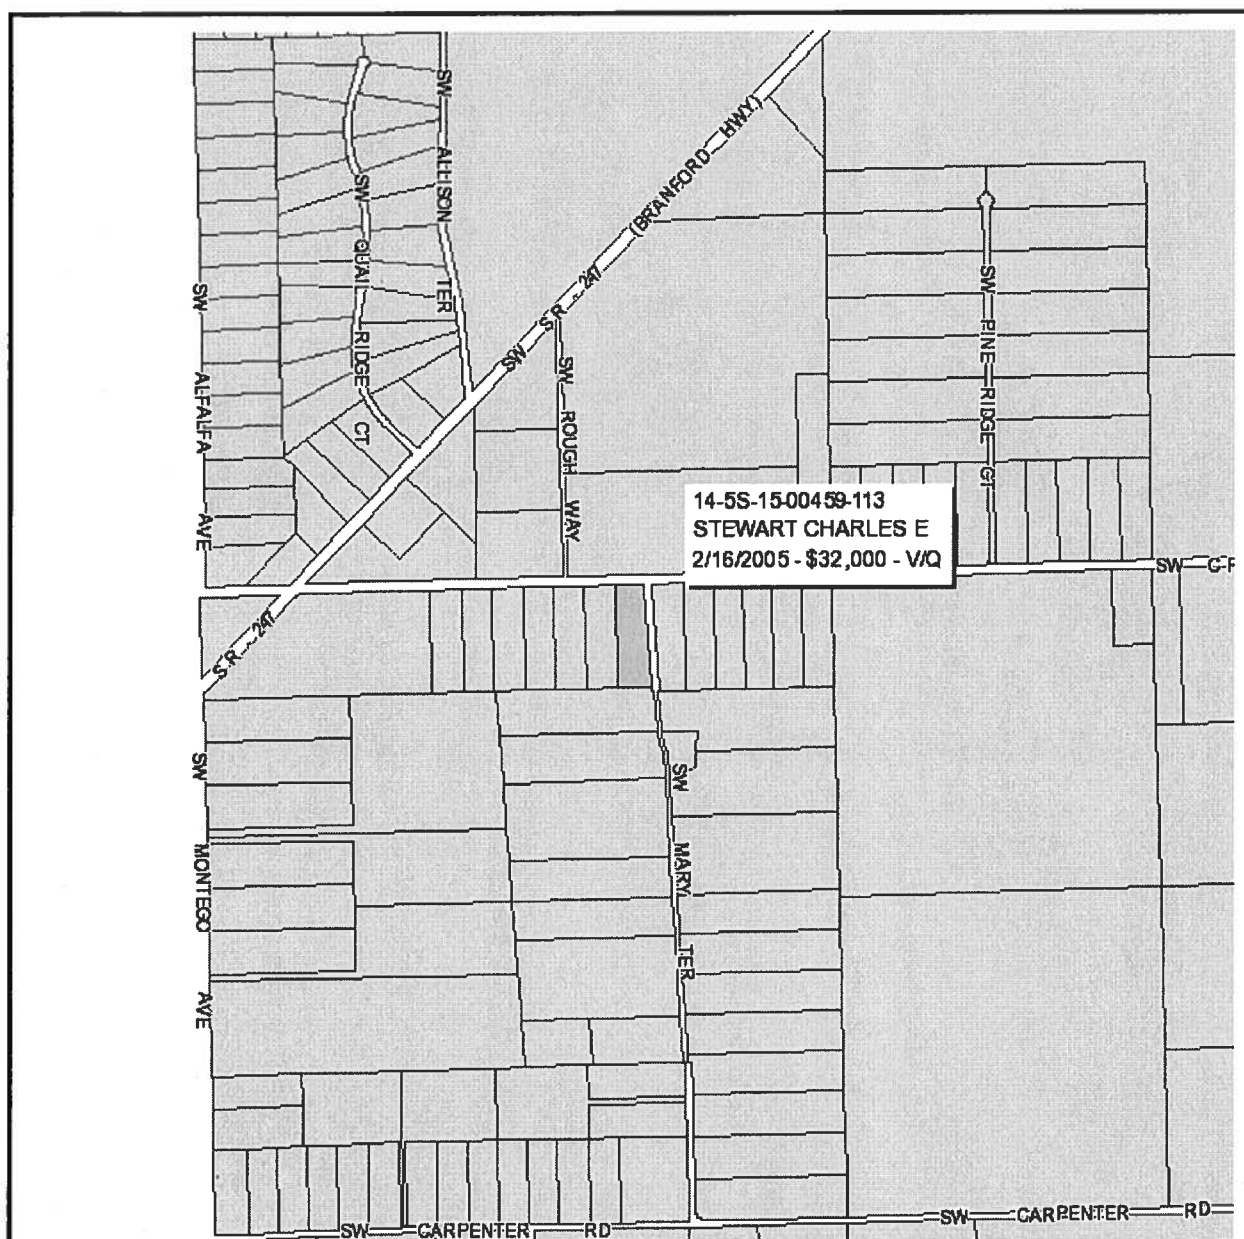 SW ALLISON TER
SW QUAIL RIDGE CT
SW ALFALFA AVE
SW S.R. 247 (BRANFORD HWY)
SW ROUGH WAY
SW PINE RIDGE CT
14-5S-15-00459-113
STEWART CHARLES E
2/16/2005 - $32,000 - V/Q
SW C-R
S.R. 247
SW MONTEGO AVE
SW MARY TER
SW CARPENTER RD
SW CARPENTER RD